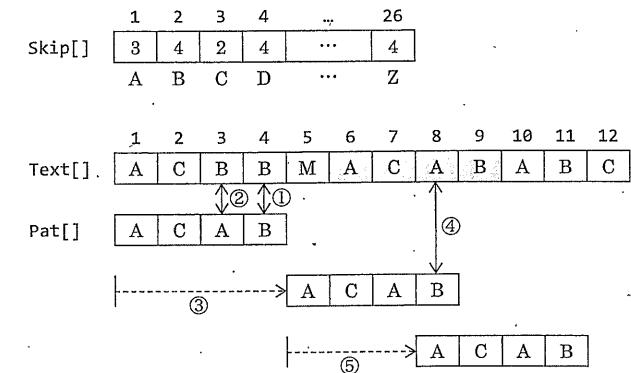 1 2 3 4 … 26
Skip[] 3 4 2 4 … 4
A B C D … Z
1 2 3 4 5 6 7 8 9 10 11 12
Text[] A C B B M A C A B A B C
② ①
Pat[] A C A B
④
③ A C A B
⑤ A C A B